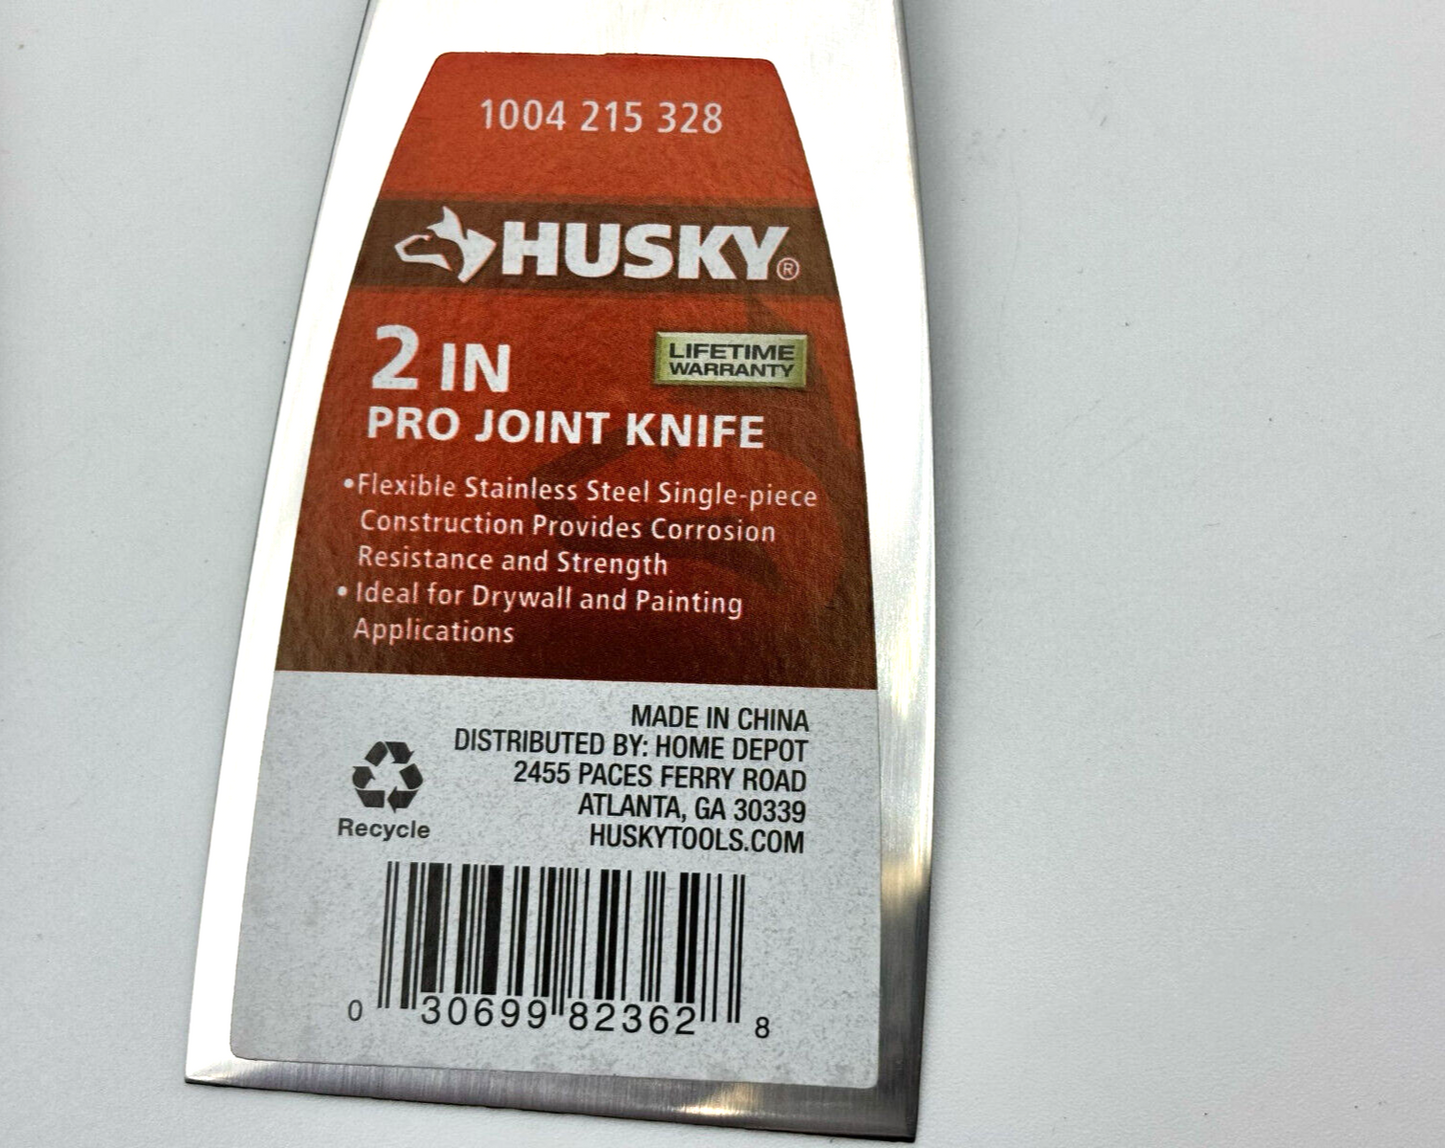 1004 215 328
HUSKY®
2 IN
LIFETIME
WARRANTY
PRO JOINT KNIFE
•Flexible Stainless Steel Single-piece
Construction Provides Corrosion
Resistance and Strength
• Ideal for Drywall and Painting
Applications
MADE IN CHINA
DISTRIBUTED BY: HOME DEPOT
2455 PACES FERRY ROAD
ATLANTA, GA 30339
HUSKYTOOLS.COM
Recycle
0 30699 82362 8